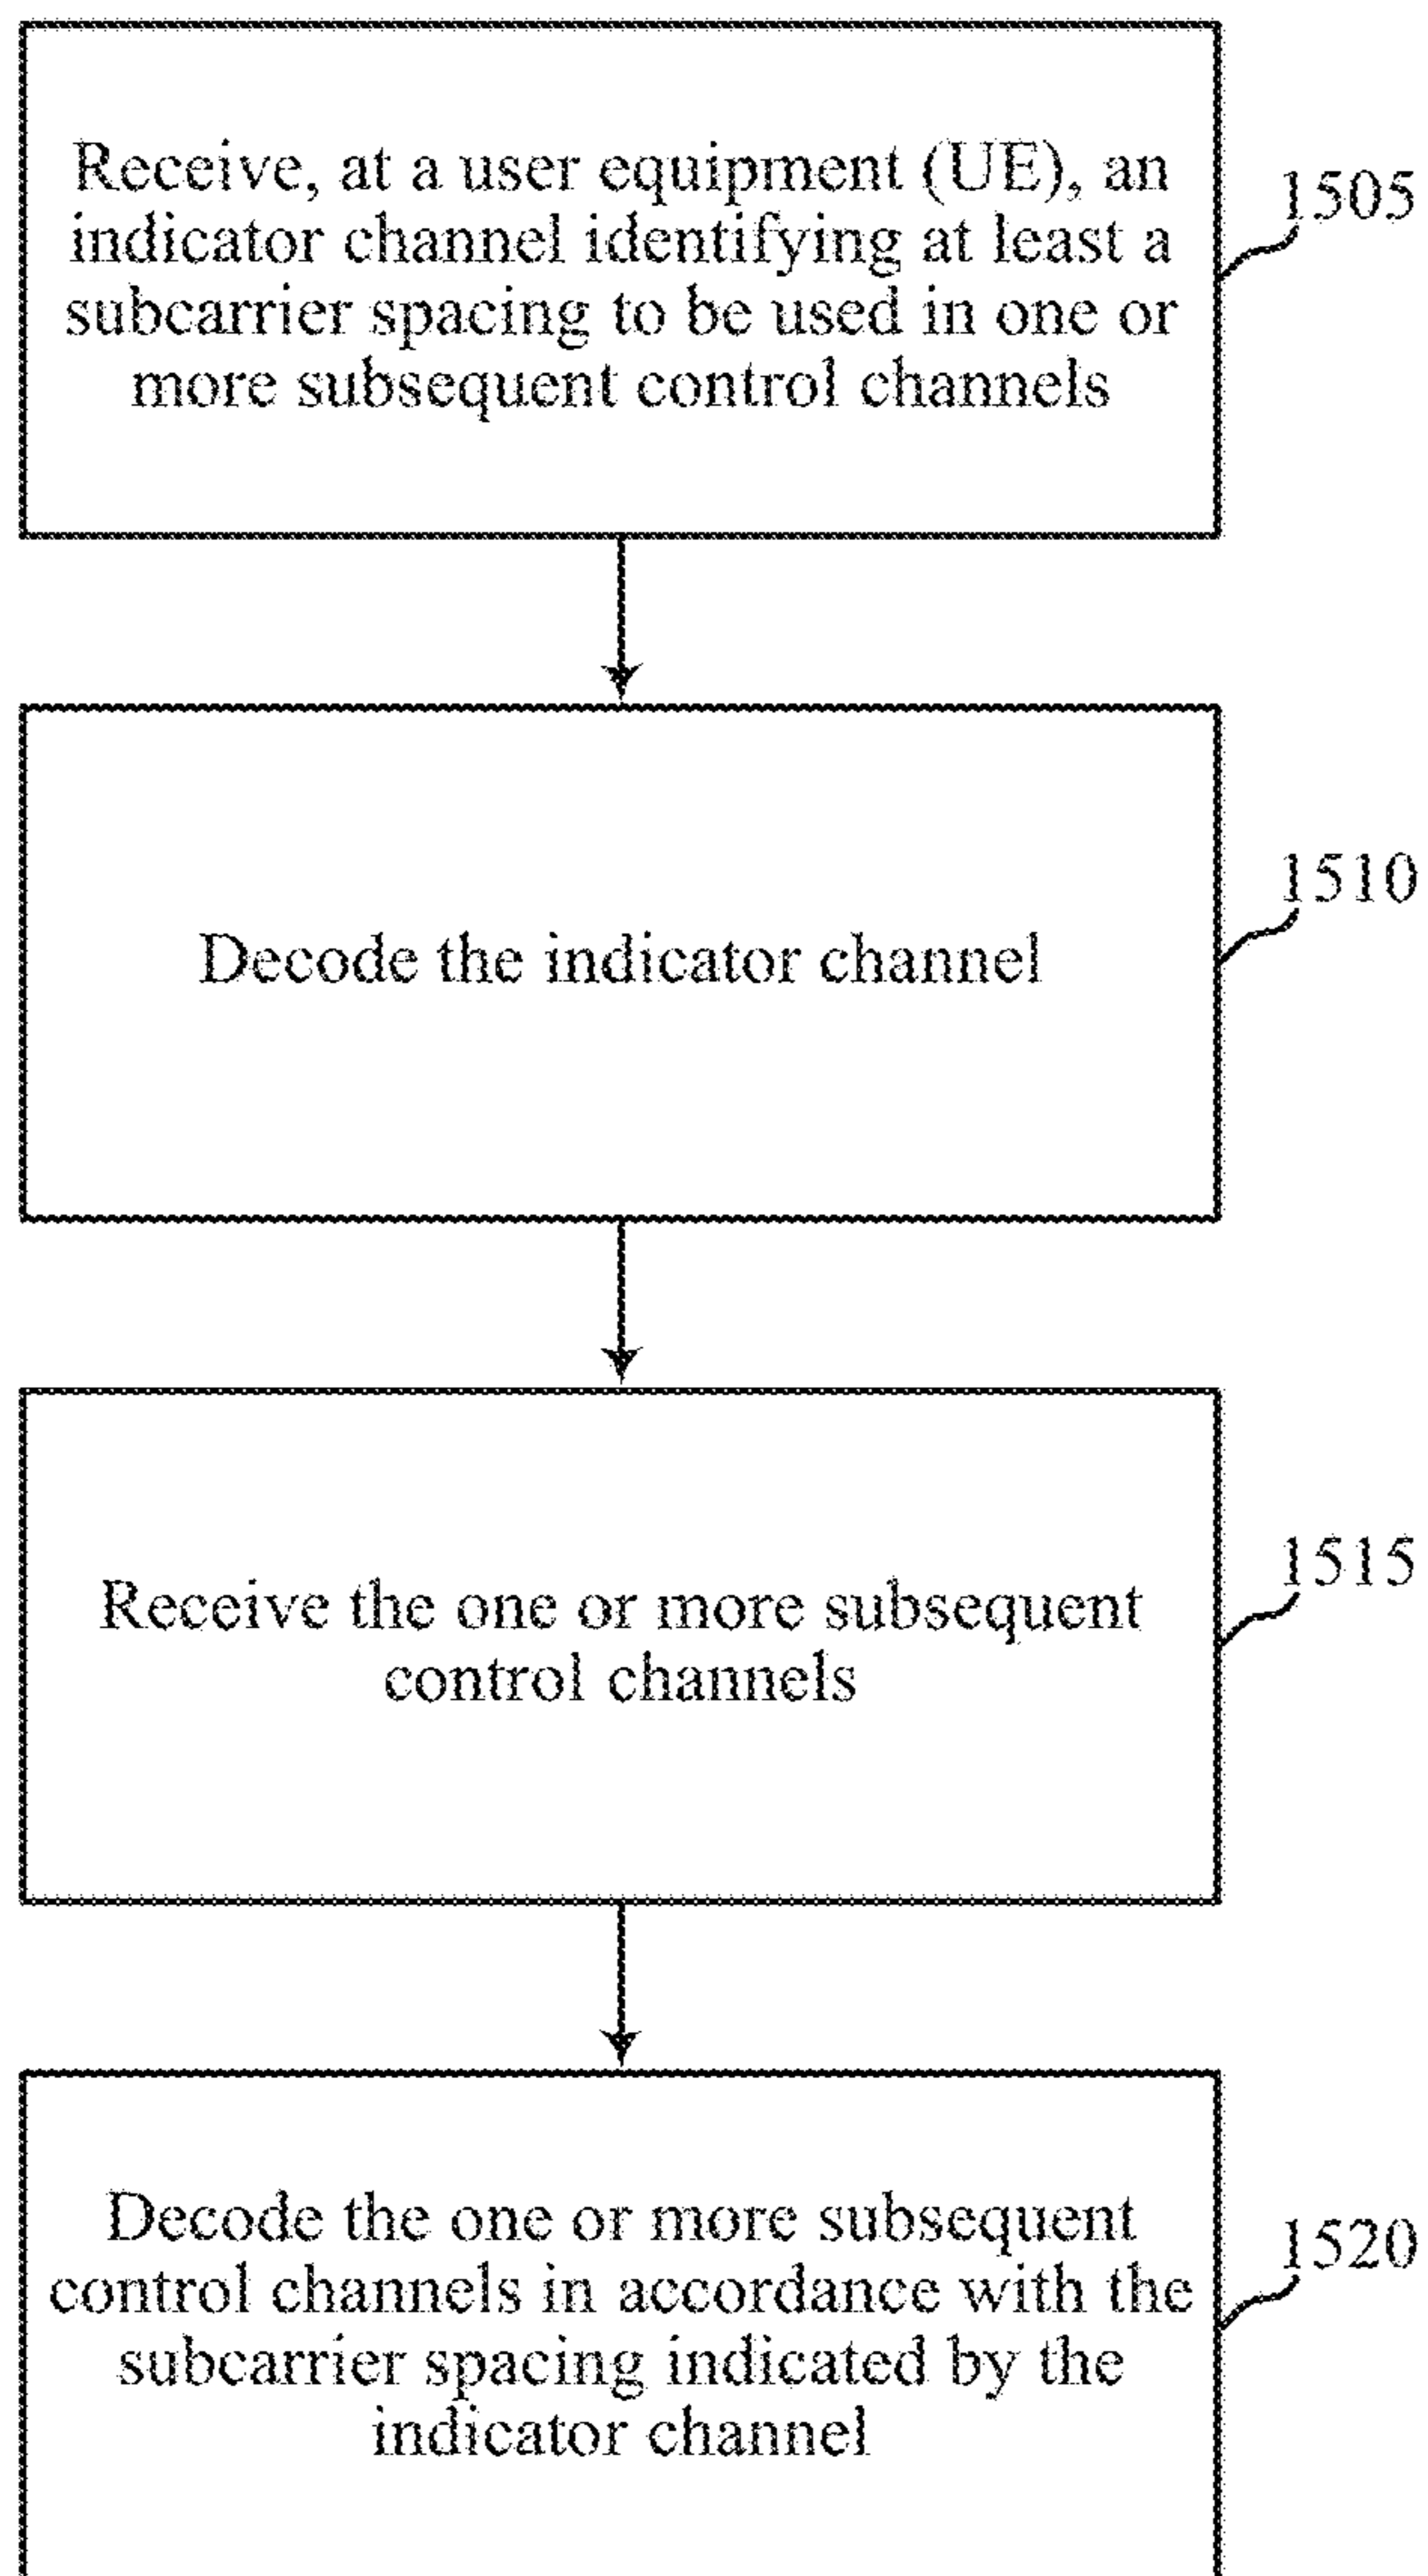 Receive, at a user equipment (UE), an
indicator channel identifying at least a
subcarrier spacing to be used in one or
more subsequent control channels
1505
Decode the indicator channel
1510
Receive the one or more subsequent
control channels
1515
Decode the one or more subsequent
control channels in accordance with the
subcarrier spacing indicated by the
indicator channel
1520